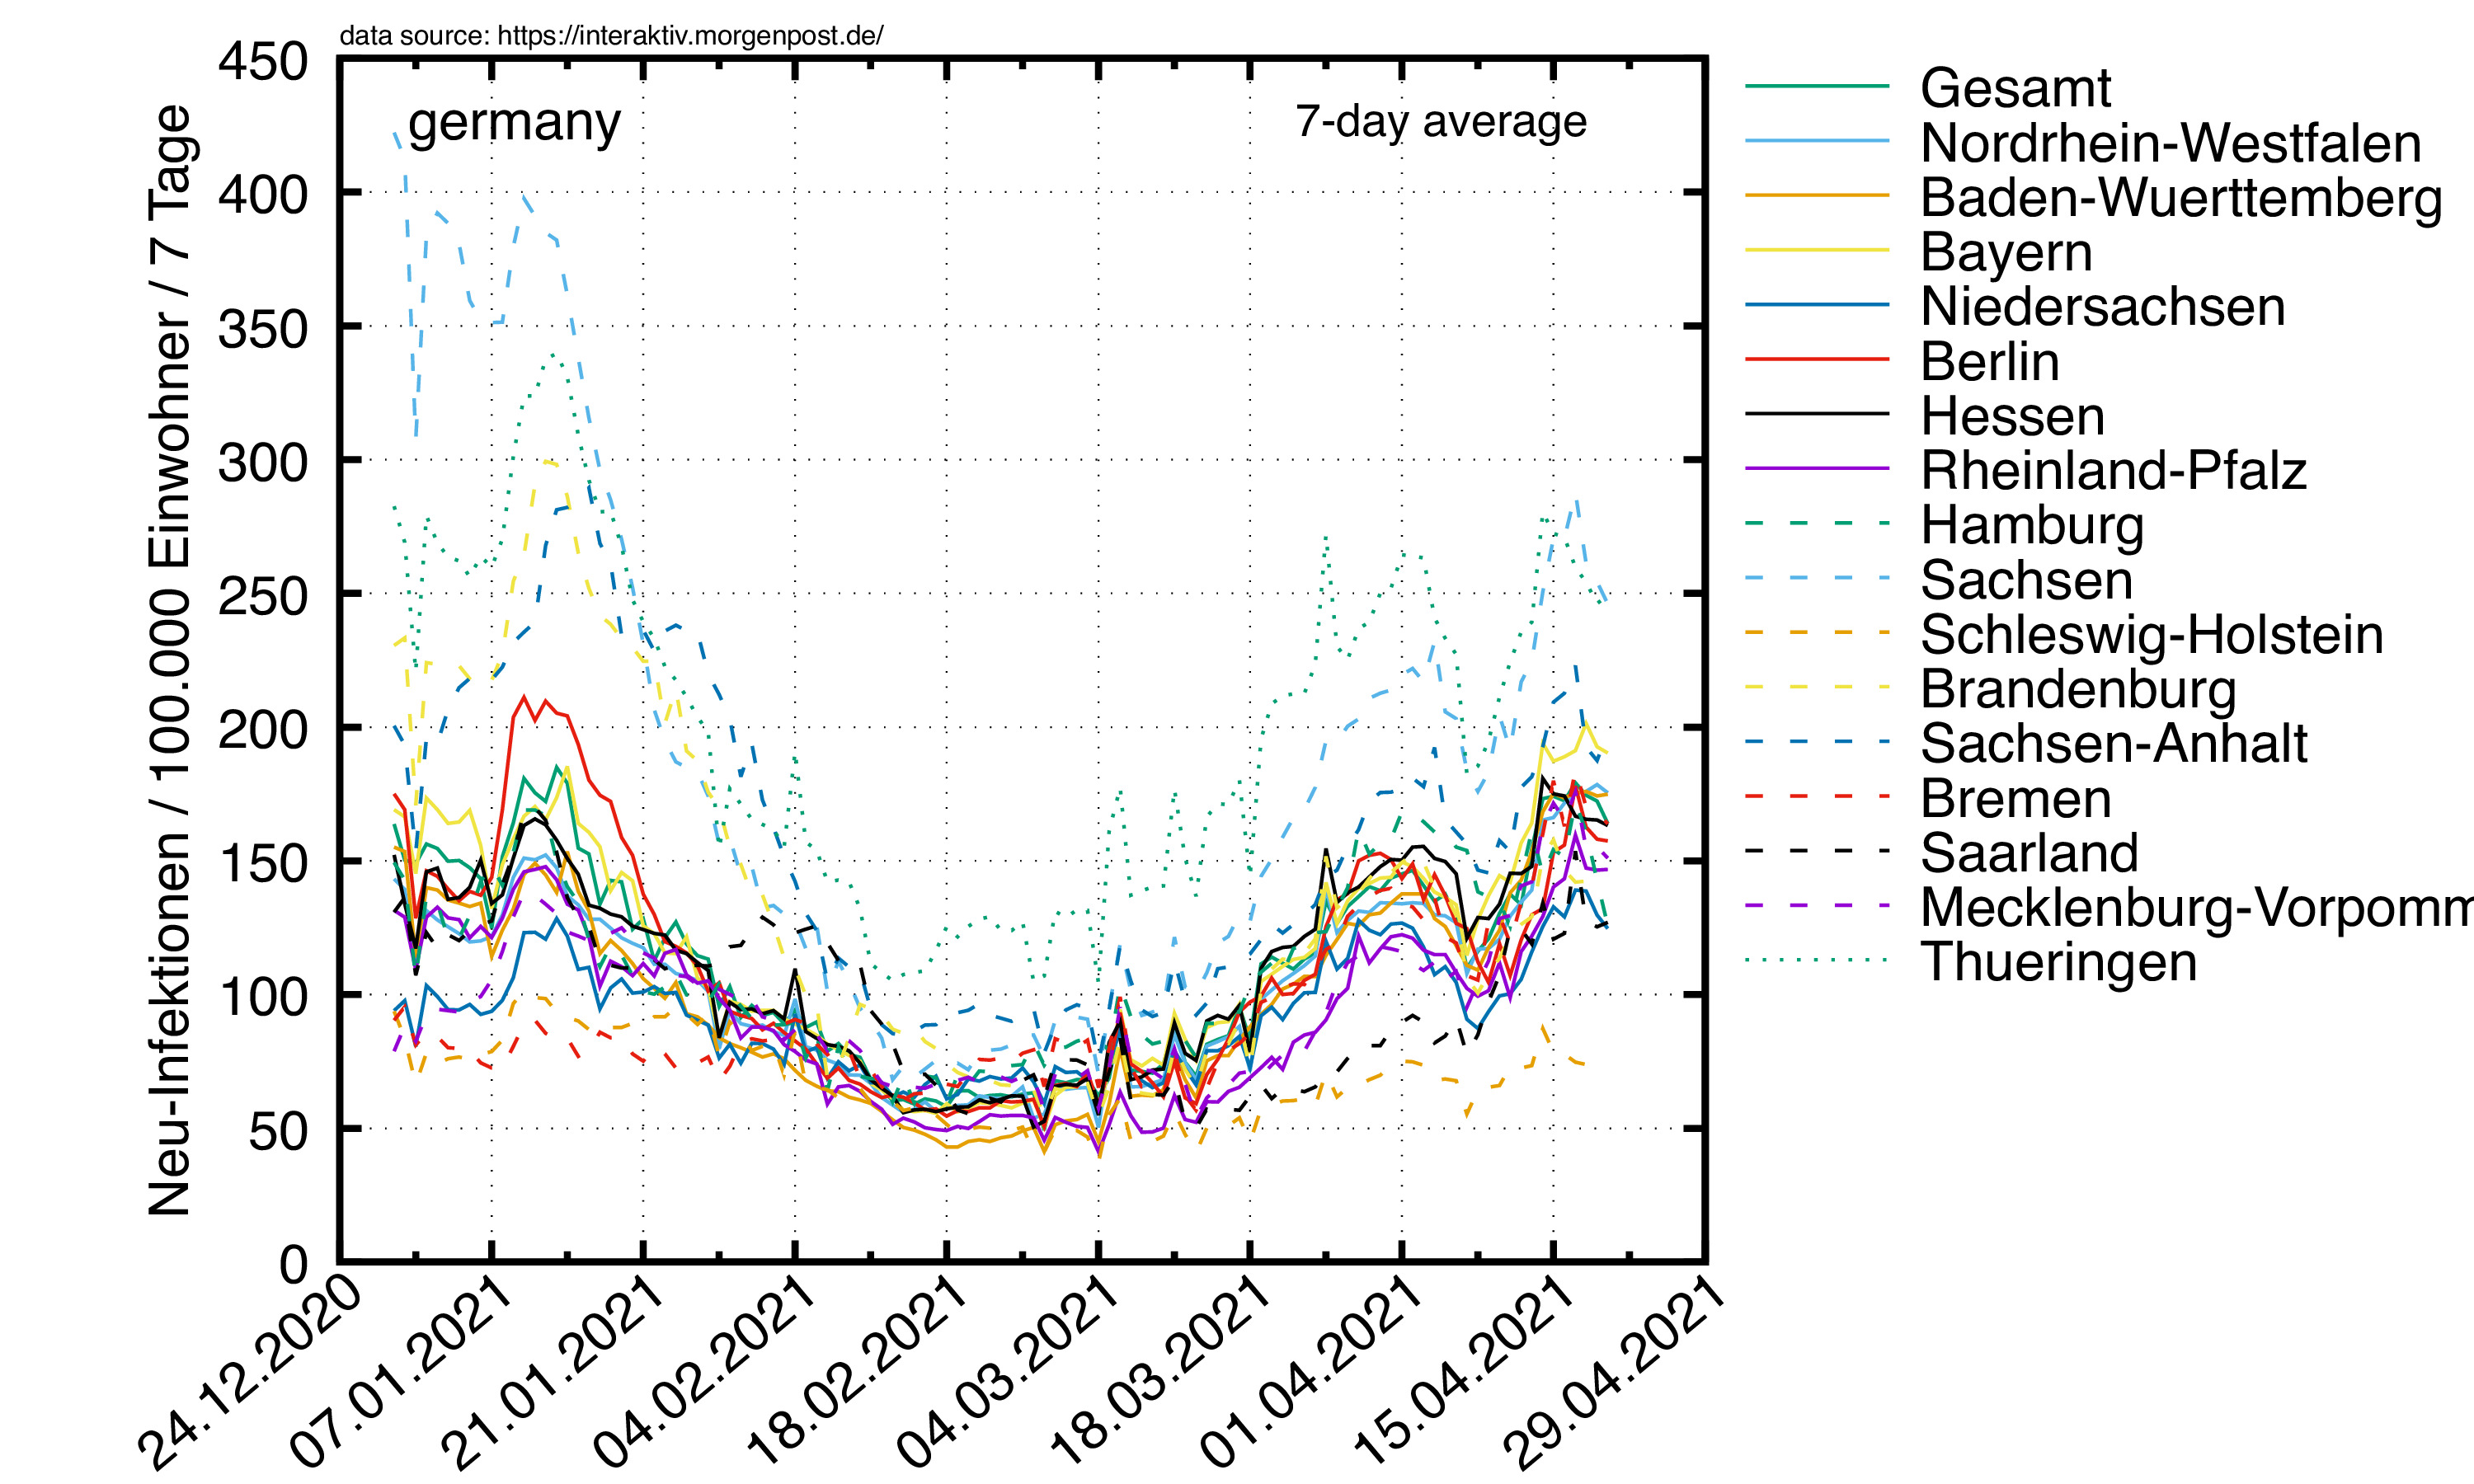 data source: https://interaktiv.morgenpost.de/
germany
7-day average
Neu-Infektionen / 100.000 Einwohner / 7 Tage
450
400
350
300
250
200
150
100
50
0
24.12.2020
07.01.2021
21.01.2021
04.02.2021
18.02.2021
04.03.2021
18.03.2021
01.04.2021
15.04.2021
29.04.2021
Gesamt
Nordrhein-Westfalen
Baden-Wuerttemberg
Bayern
Niedersachsen
Berlin
Hessen
Rheinland-Pfalz
Hamburg
Sachsen
Schleswig-Holstein
Brandenburg
Sachsen-Anhalt
Bremen
Saarland
Mecklenburg-Vorpomm
Thueringen